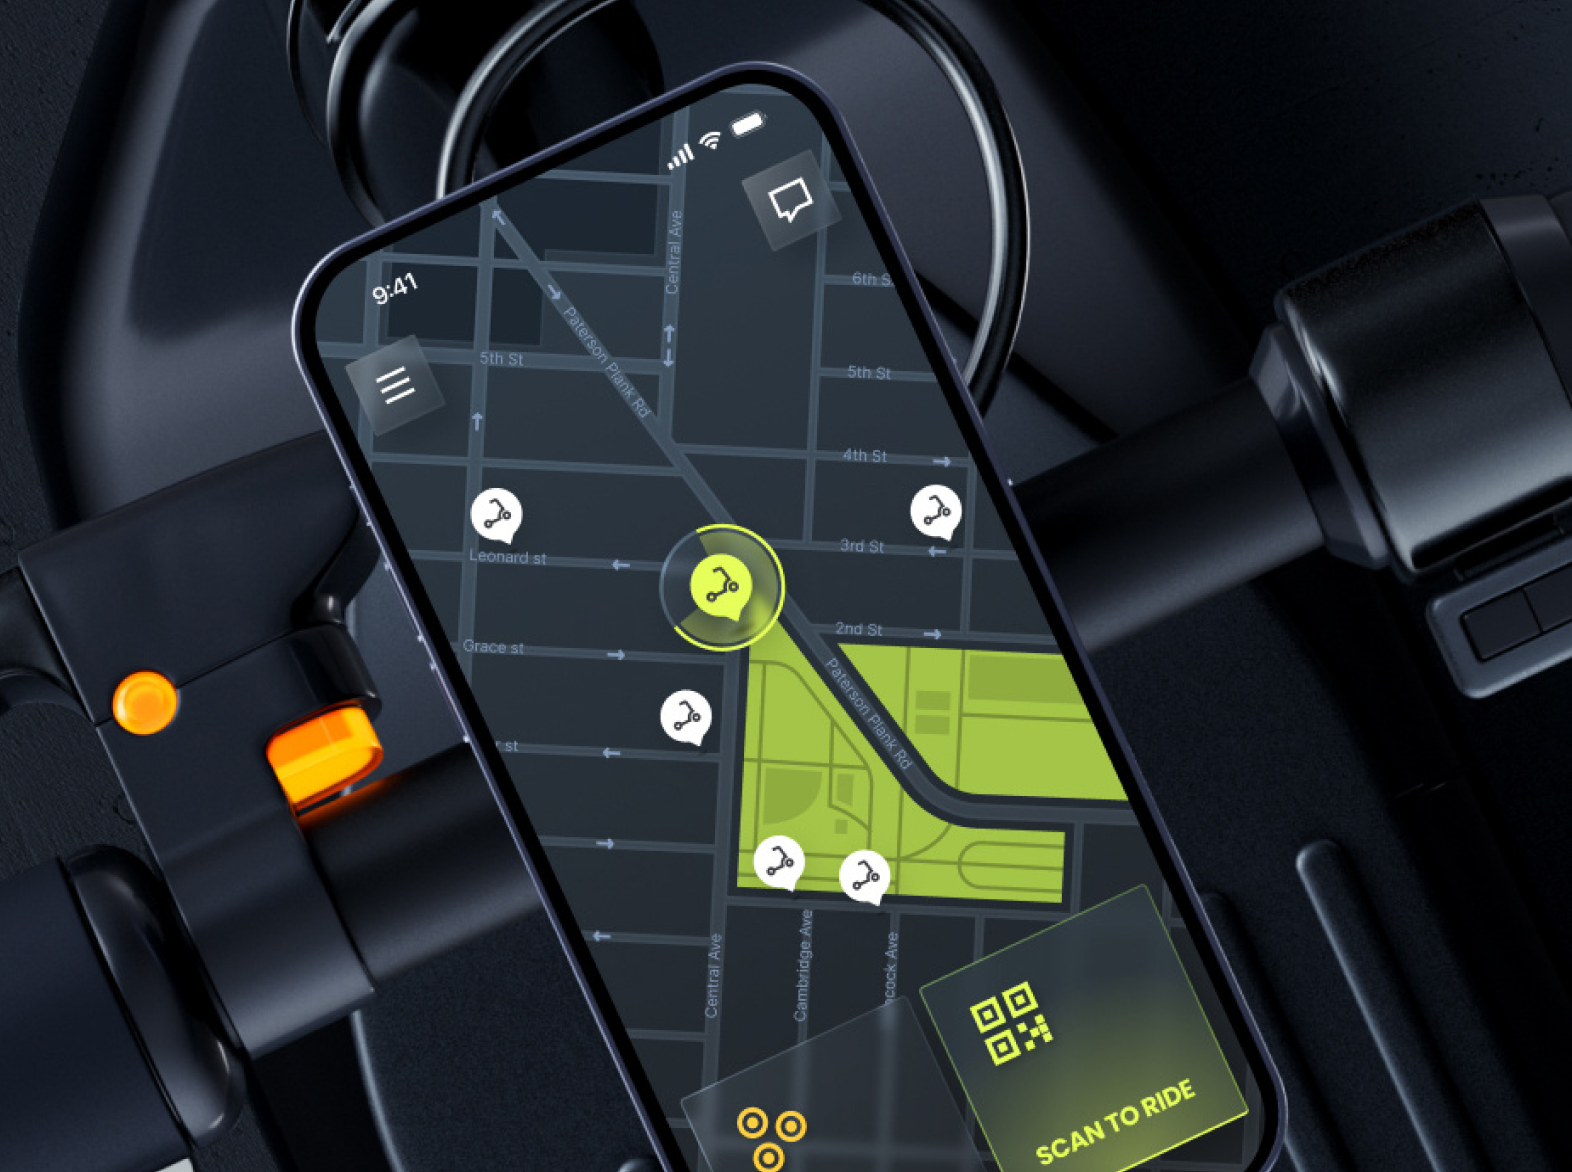 9:41
Central Ave
6th S
Paterson Plank Rd
5th St
5th St
4th St
3rd St
Leonard st
2nd St
Grace st
Paterson Plank Rd
st
Central Ave
Cambridge Ave
cock Ave
SCAN TO RIDE